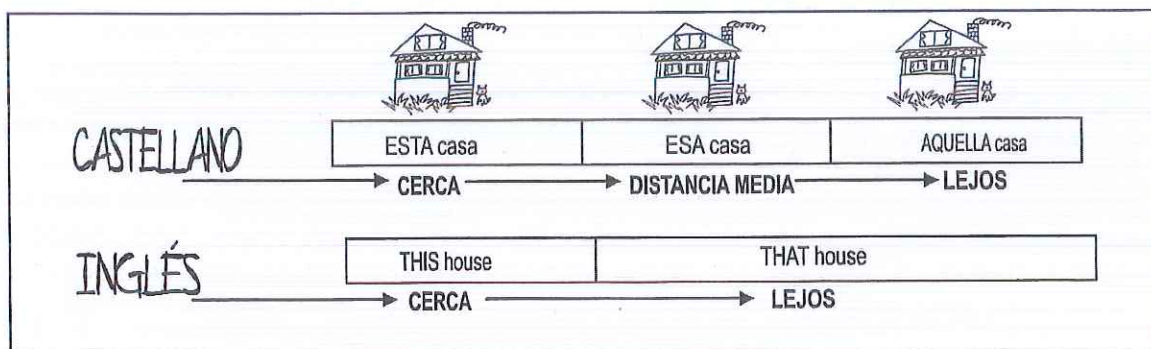 CASTELLANO
ESTA casa ESA casa AQUELLA casa
CERCA DISTANCIA MEDIA LEJOS
INGLÉS
THIS house THAT house
CERCA LEJOS